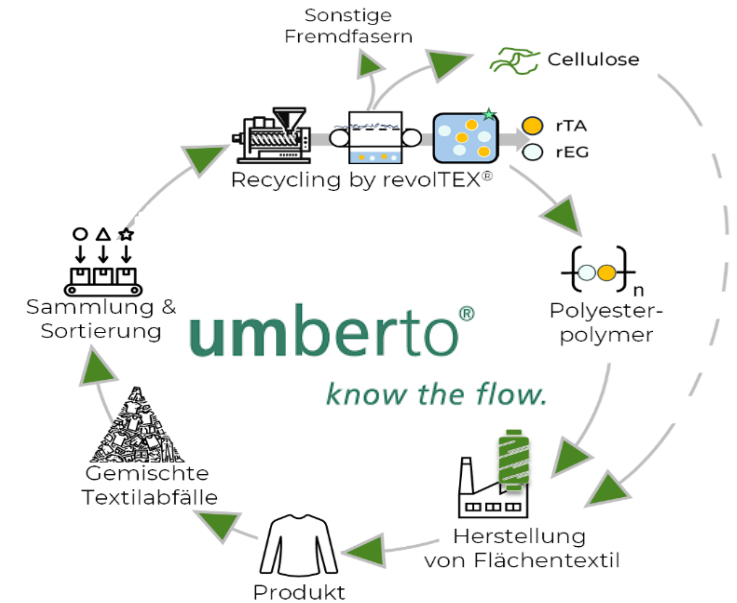 Sonstige
Fremdfasern
Cellulose
rTA
rEG
Recycling by revolTEX®
n
Polyester-
polymer
Sammlung &
Sortierung
umberto®
know the flow.
Gemischte
Textilabfälle
Herstellung
von Flächentextil
Produkt